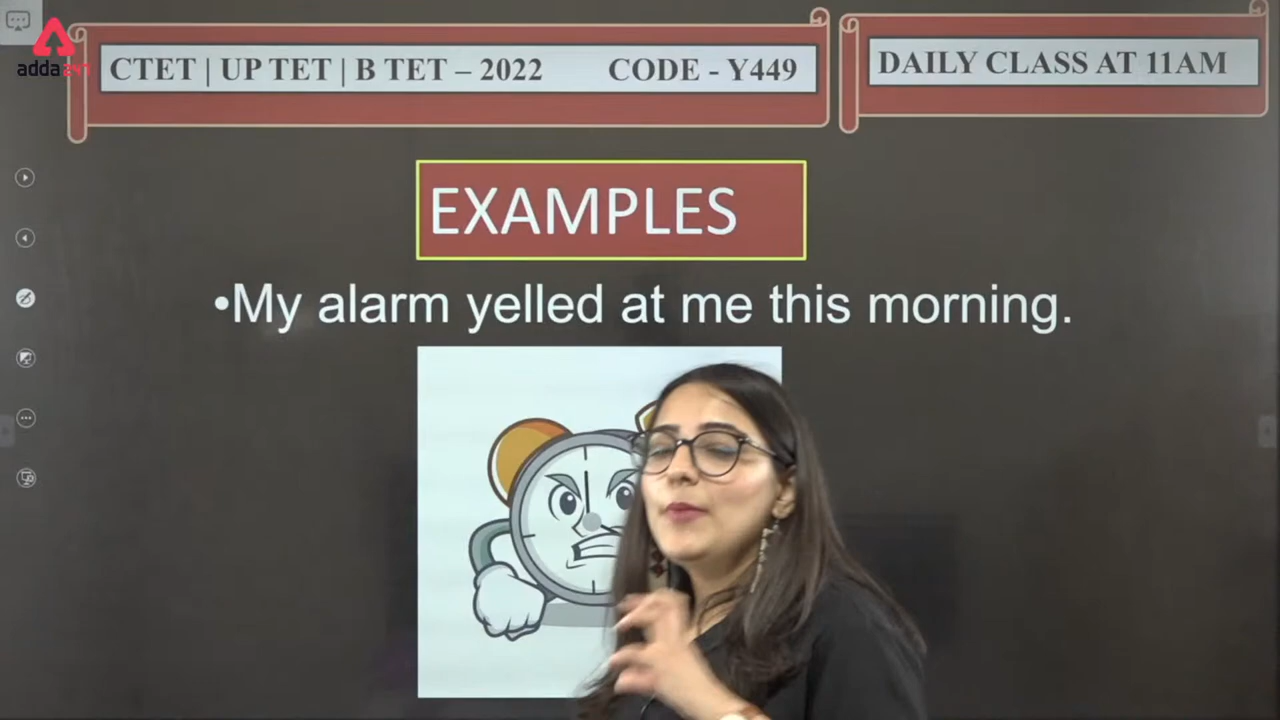 adda247
CTET | UP TET | B TET – 2022 CODE - Y449
DAILY CLASS AT 11AM
EXAMPLES
•My alarm yelled at me this morning.